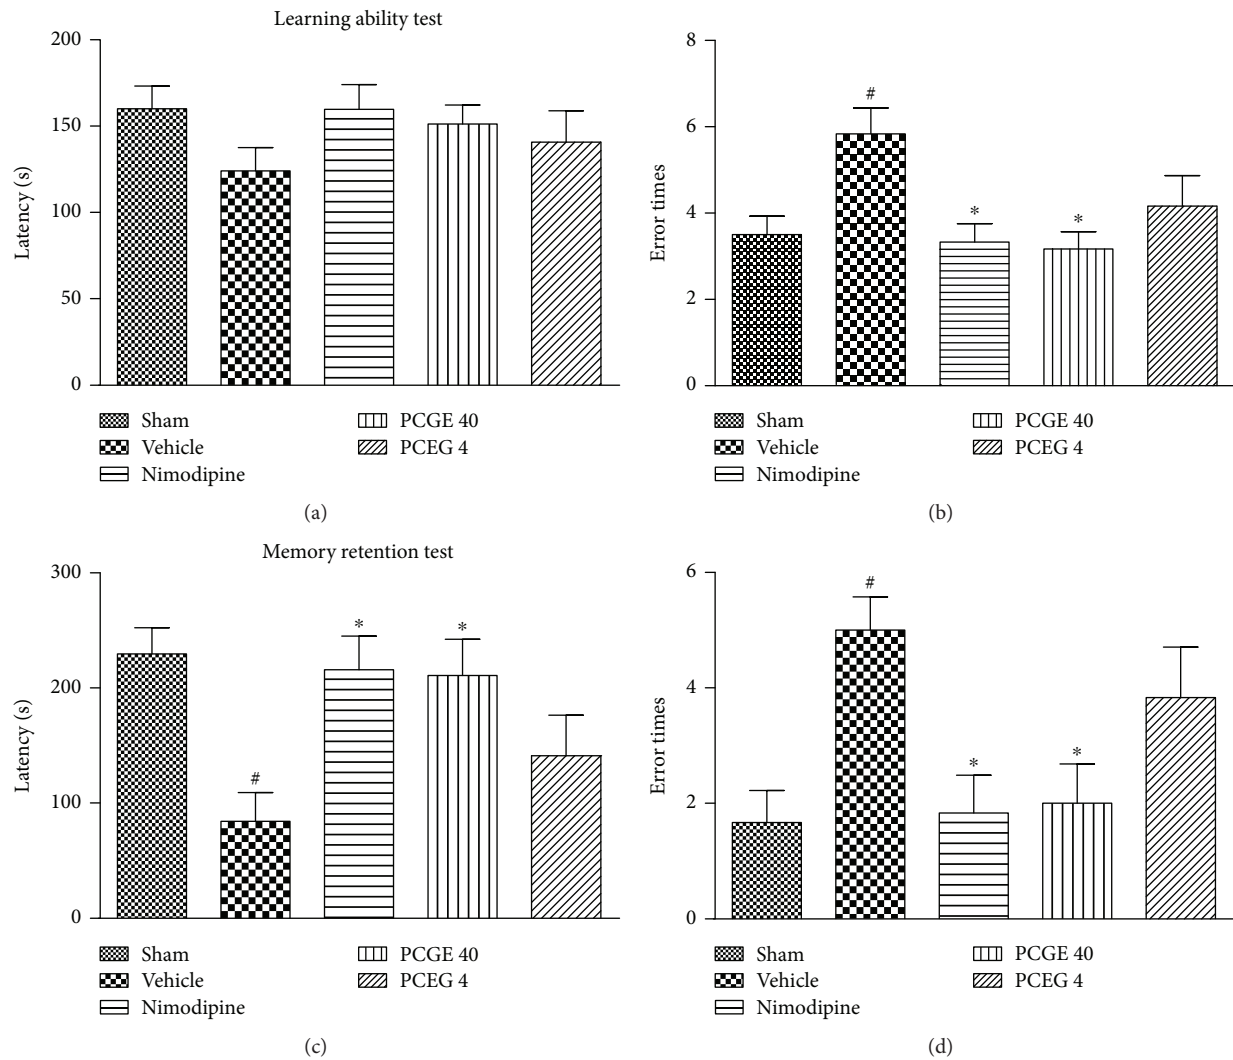 Learning ability test
200
150
100
50
0
Latency (s)
Sham
Vehicle
Nimodipine
PCGE 40
PCEG 4
(a)
8
6
4
2
0
Error times
#
*
*
Sham
Vehicle
Nimodipine
PCGE 40
PCEG 4
(b)
Memory retention test
300
200
100
0
Latency (s)
#
*
*
Sham
Vehicle
Nimodipine
PCGE 40
PCEG 4
(c)
6
4
2
0
Error times
#
*
*
Sham
Vehicle
Nimodipine
PCGE 40
PCEG 4
(d)